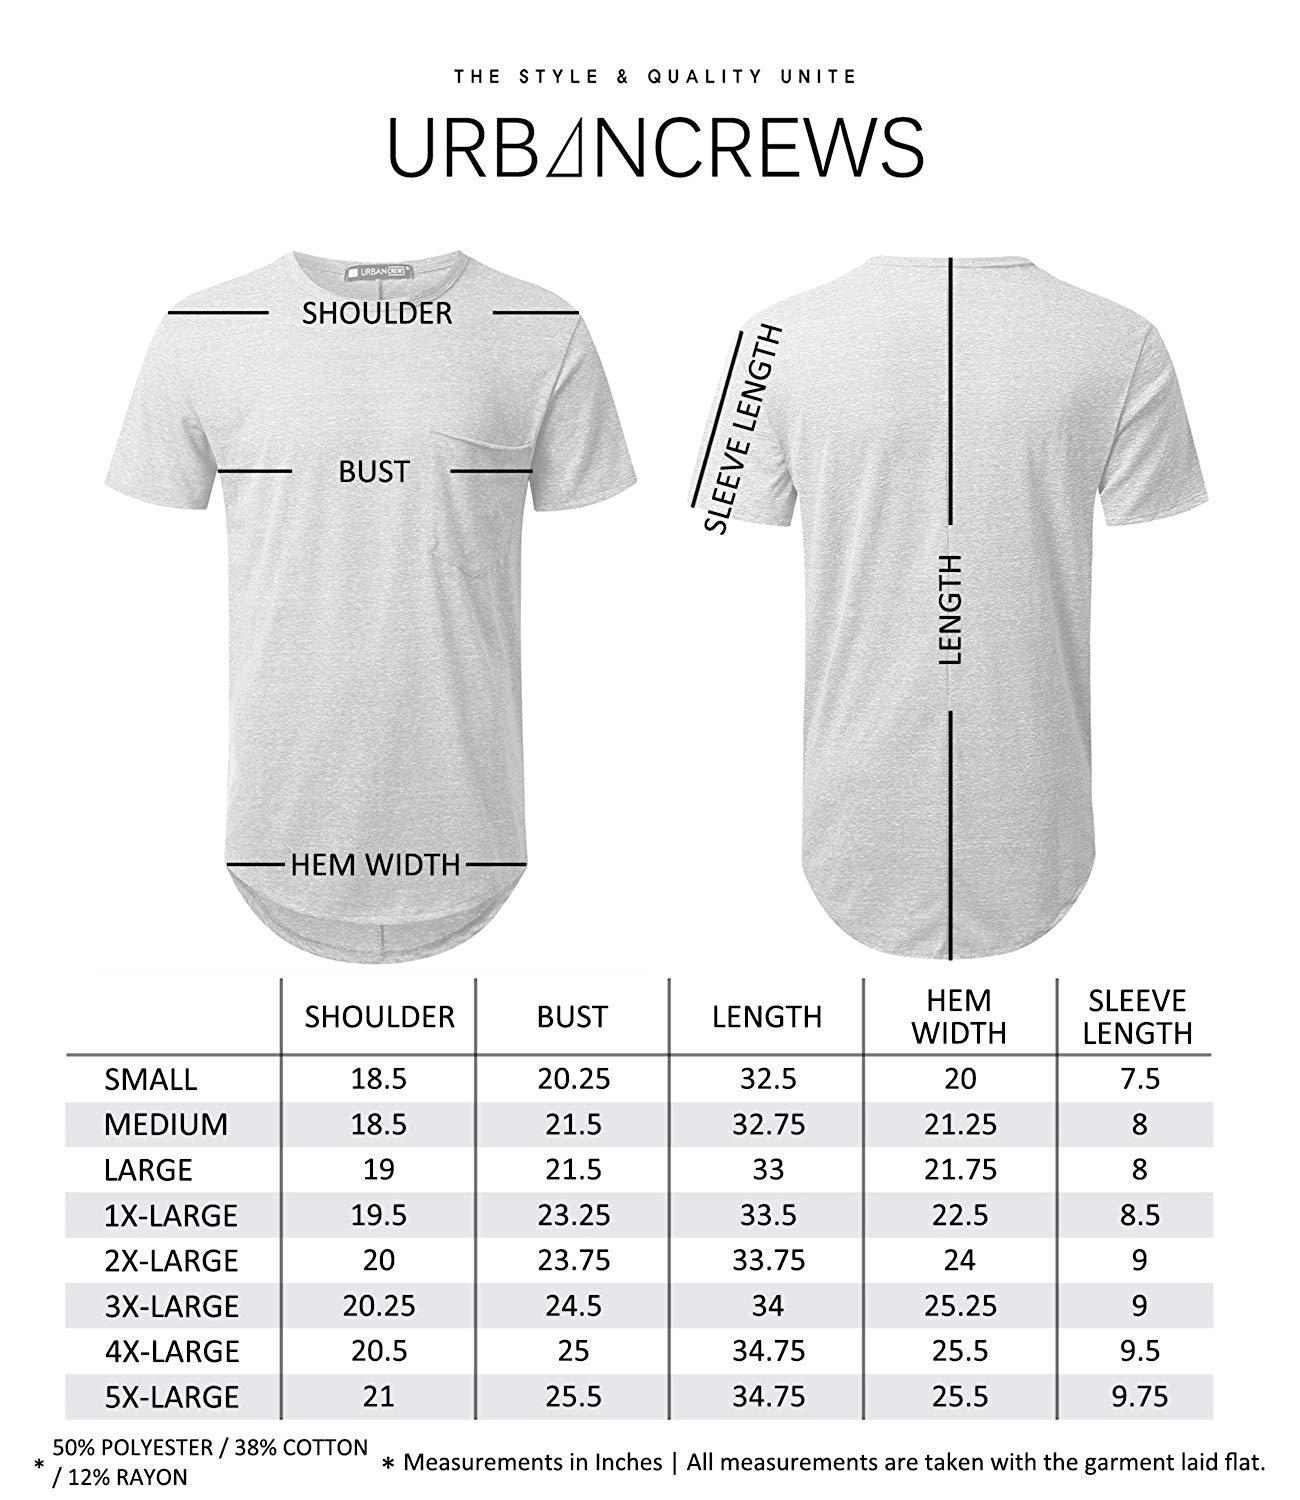 THE STYLE & QUALITY UNITE
URBANCREWS
URBANCREWS
SHOULDER
BUST
HEM WIDTH
SLEEVE LENGTH
LENGTH
SHOULDER BUST LENGTH HEM WIDTH SLEEVE LENGTH
SMALL 18.5 20.25 32.5 20 7.5
MEDIUM 18.5 21.5 32.75 21.25 8
LARGE 19 21.5 33 21.75 8
1X-LARGE 19.5 23.25 33.5 22.5 8.5
2X-LARGE 20 23.75 33.75 24 9
3X-LARGE 20.25 24.5 34 25.25 9
4X-LARGE 20.5 25 34.75 25.5 9.5
5X-LARGE 21 25.5 34.75 25.5 9.75
* 50% POLYESTER / 38% COTTON
/ 12% RAYON
* Measurements in Inches | All measurements are taken with the garment laid flat.